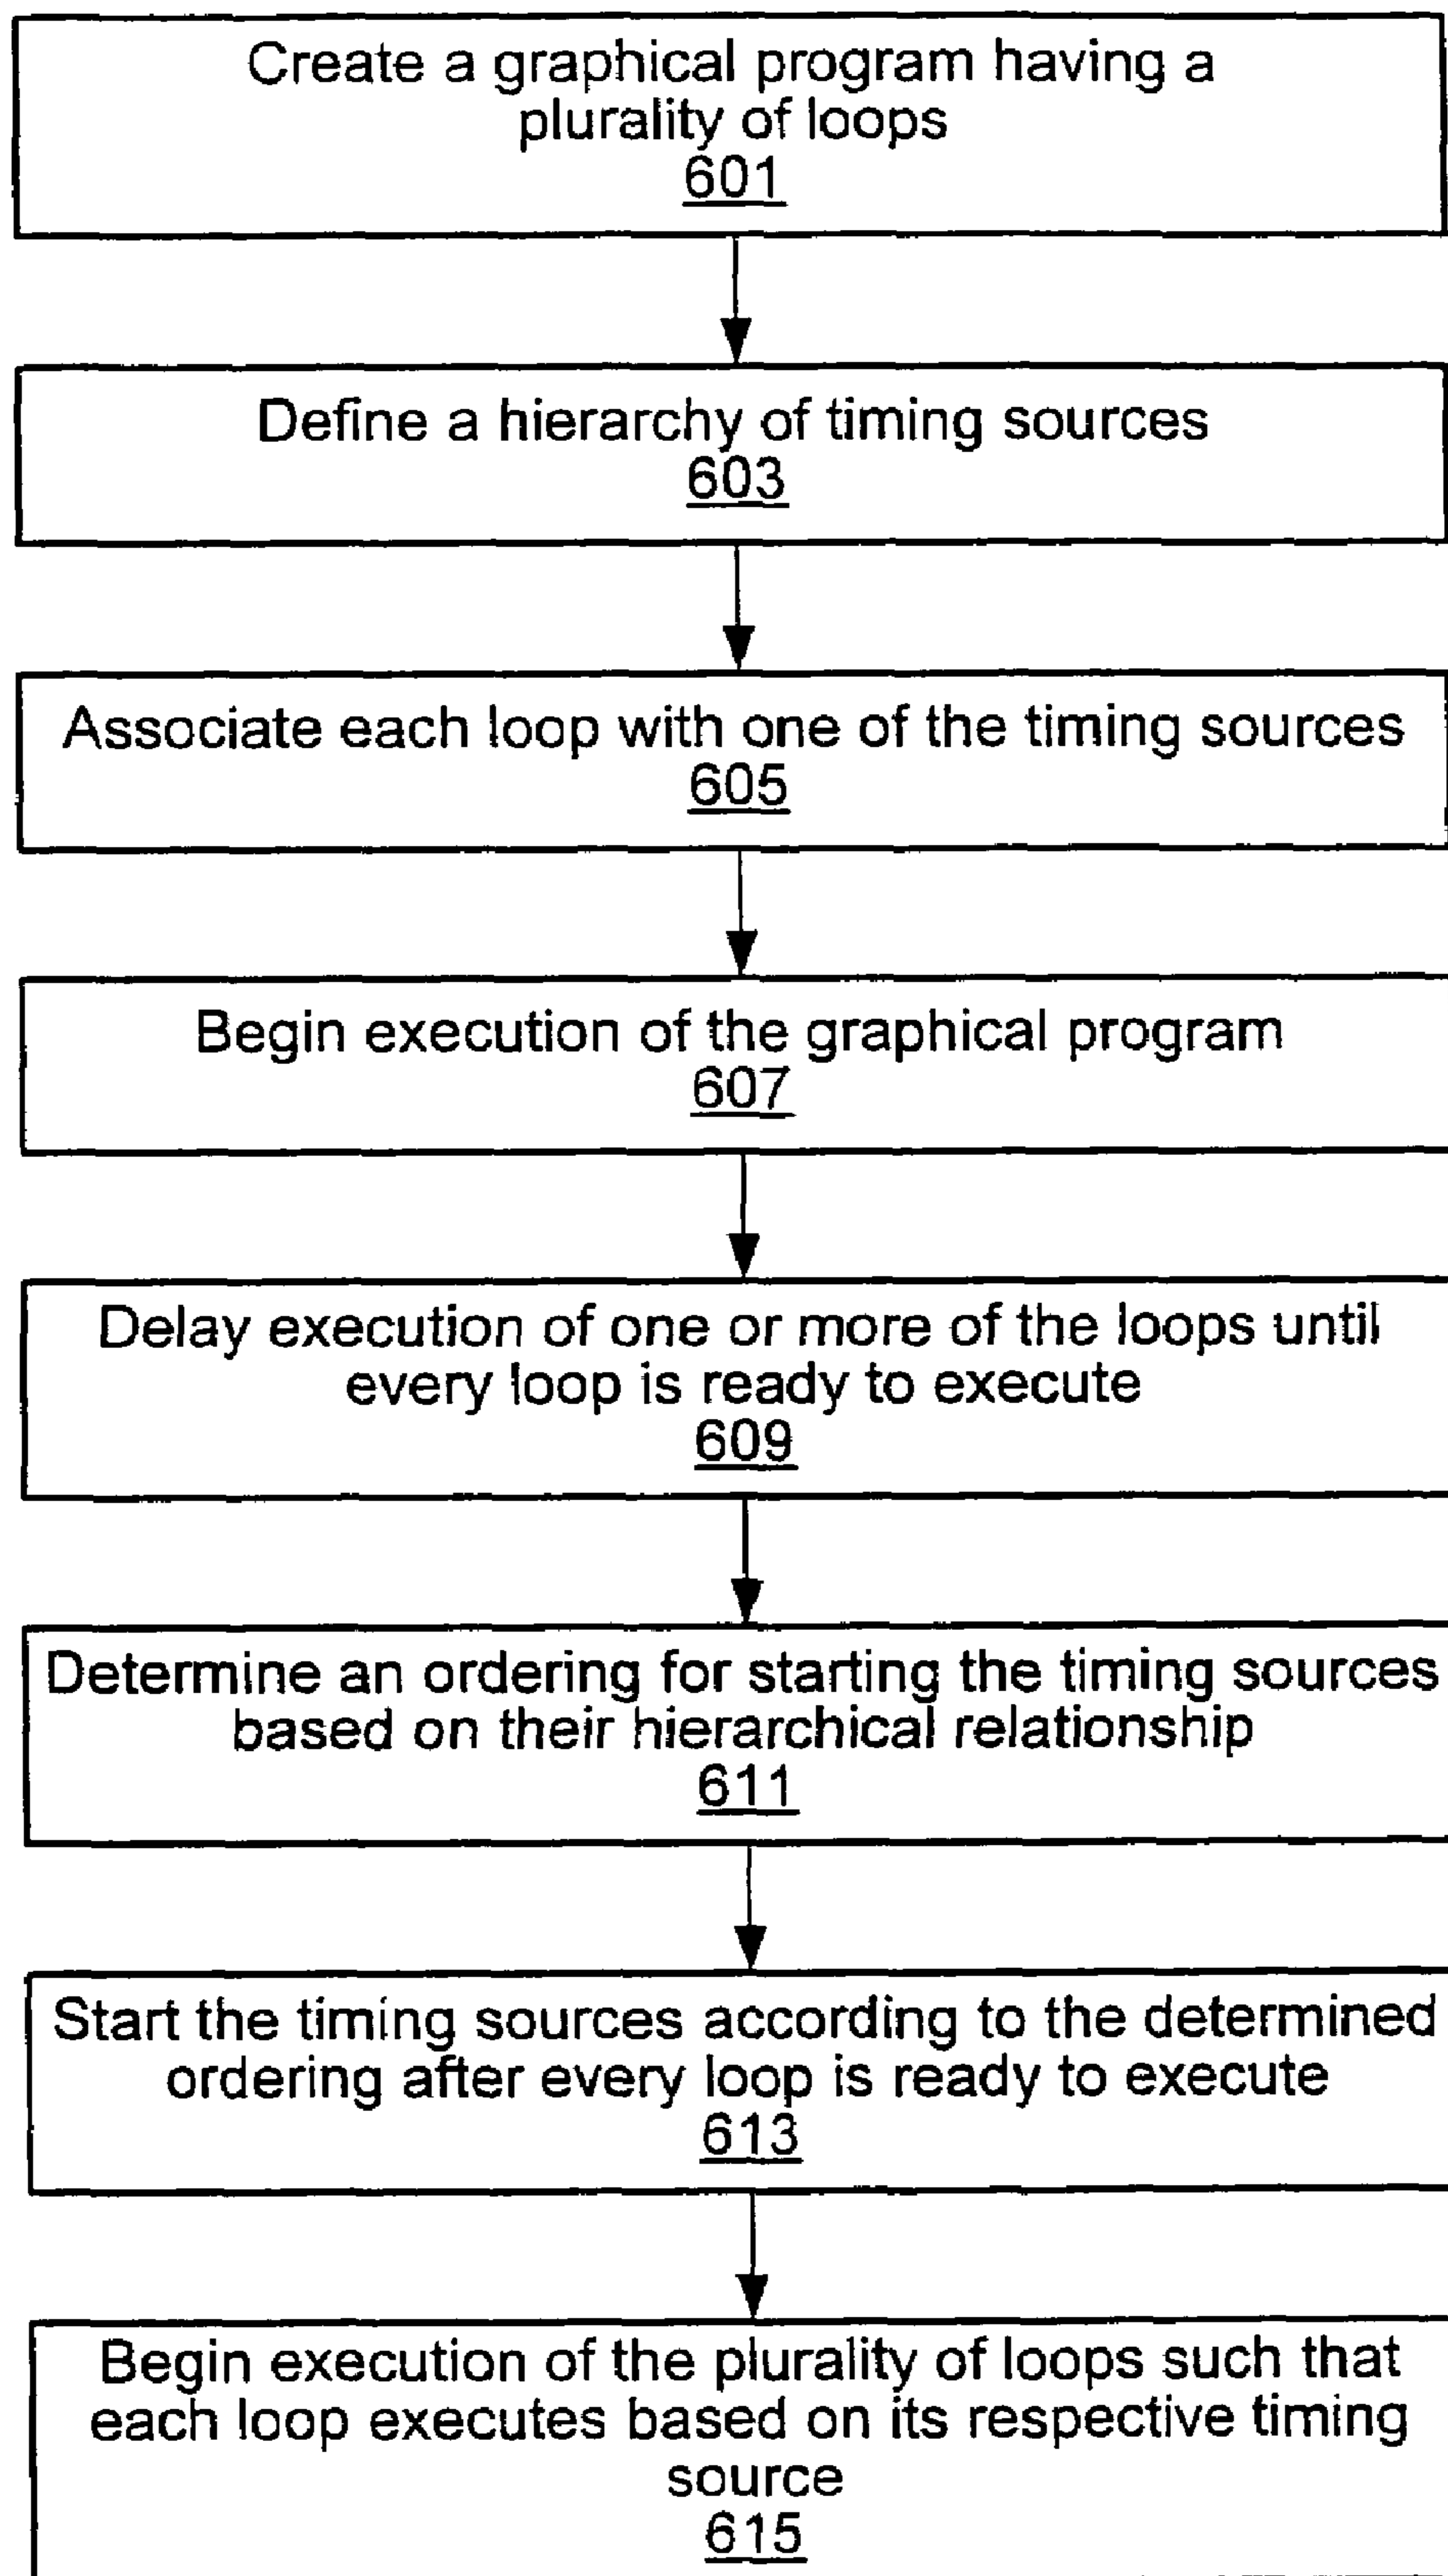 Create a graphical program having a
plurality of loops
601
Define a hierarchy of timing sources
603
Associate each loop with one of the timing sources
605
Begin execution of the graphical program
607
Delay execution of one or more of the loops until
every loop is ready to execute
609
Determine an ordering for starting the timing sources
based on their hierarchical relationship
611
Start the timing sources according to the determined
ordering after every loop is ready to execute
613
Begin execution of the plurality of loops such that
each loop executes based on its respective timing
source
615